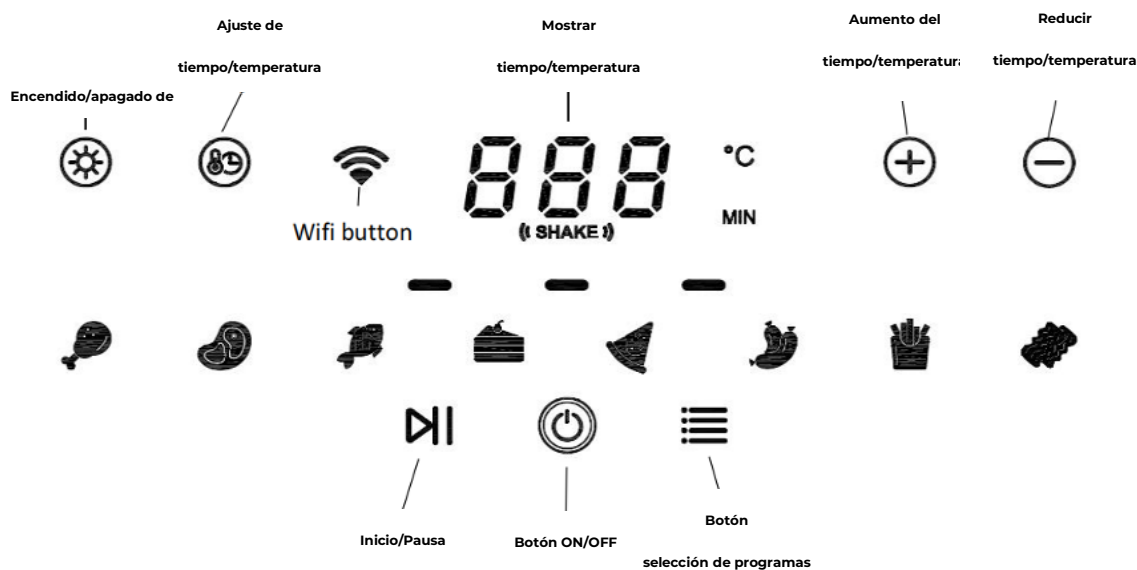 Ajuste de
tiempo/temperatura
Mostrar
tiempo/temperatura
Aumento del
tiempo/temperatura
Reducir
tiempo/temperatura
Encendido/apagado de
888
°C
MIN
SHAKE
Wifi button
Inicio/Pausa
Botón ON/OFF
Botón
selección de programas